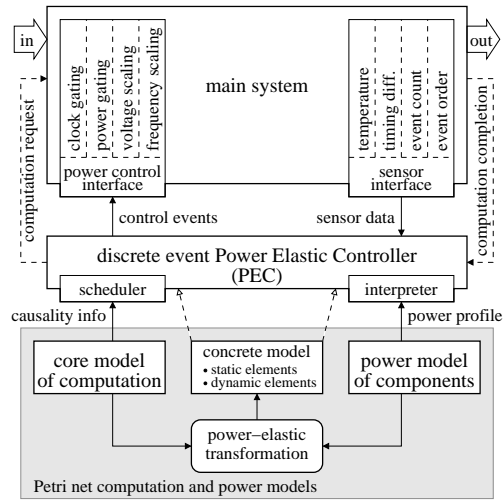 in
out
main system
clock gating
power gating
voltage scaling
frequency scaling
power control
interface
temperature
timing diff.
event count
event order
sensor
interface
computation request
computation completion
control events
sensor data
discrete event Power Elastic Controller
(PEC)
scheduler
interpreter
causality info
power profile
core model
of computation
concrete model
• static elements
• dynamic elements
power model
of components
power–elastic
transformation
Petri net computation and power models